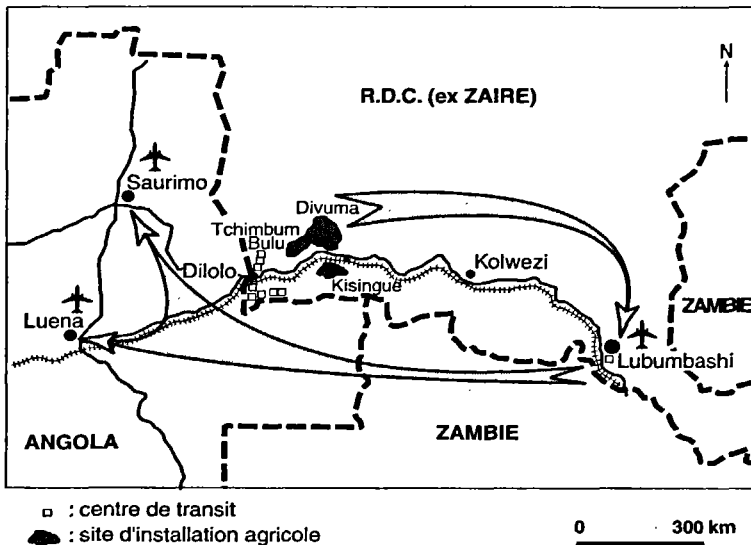 R.D.C. (ex ZAIRE)
N
Saurimo
Divuma
Tchimbum
Bulu
Dilolo
Kolwezi
Kisingue
ZAMBIE
Luena
Lubumbashi
ANGOLA
ZAMBIE
: centre de transit
: site d'installation agricole
0 300 km